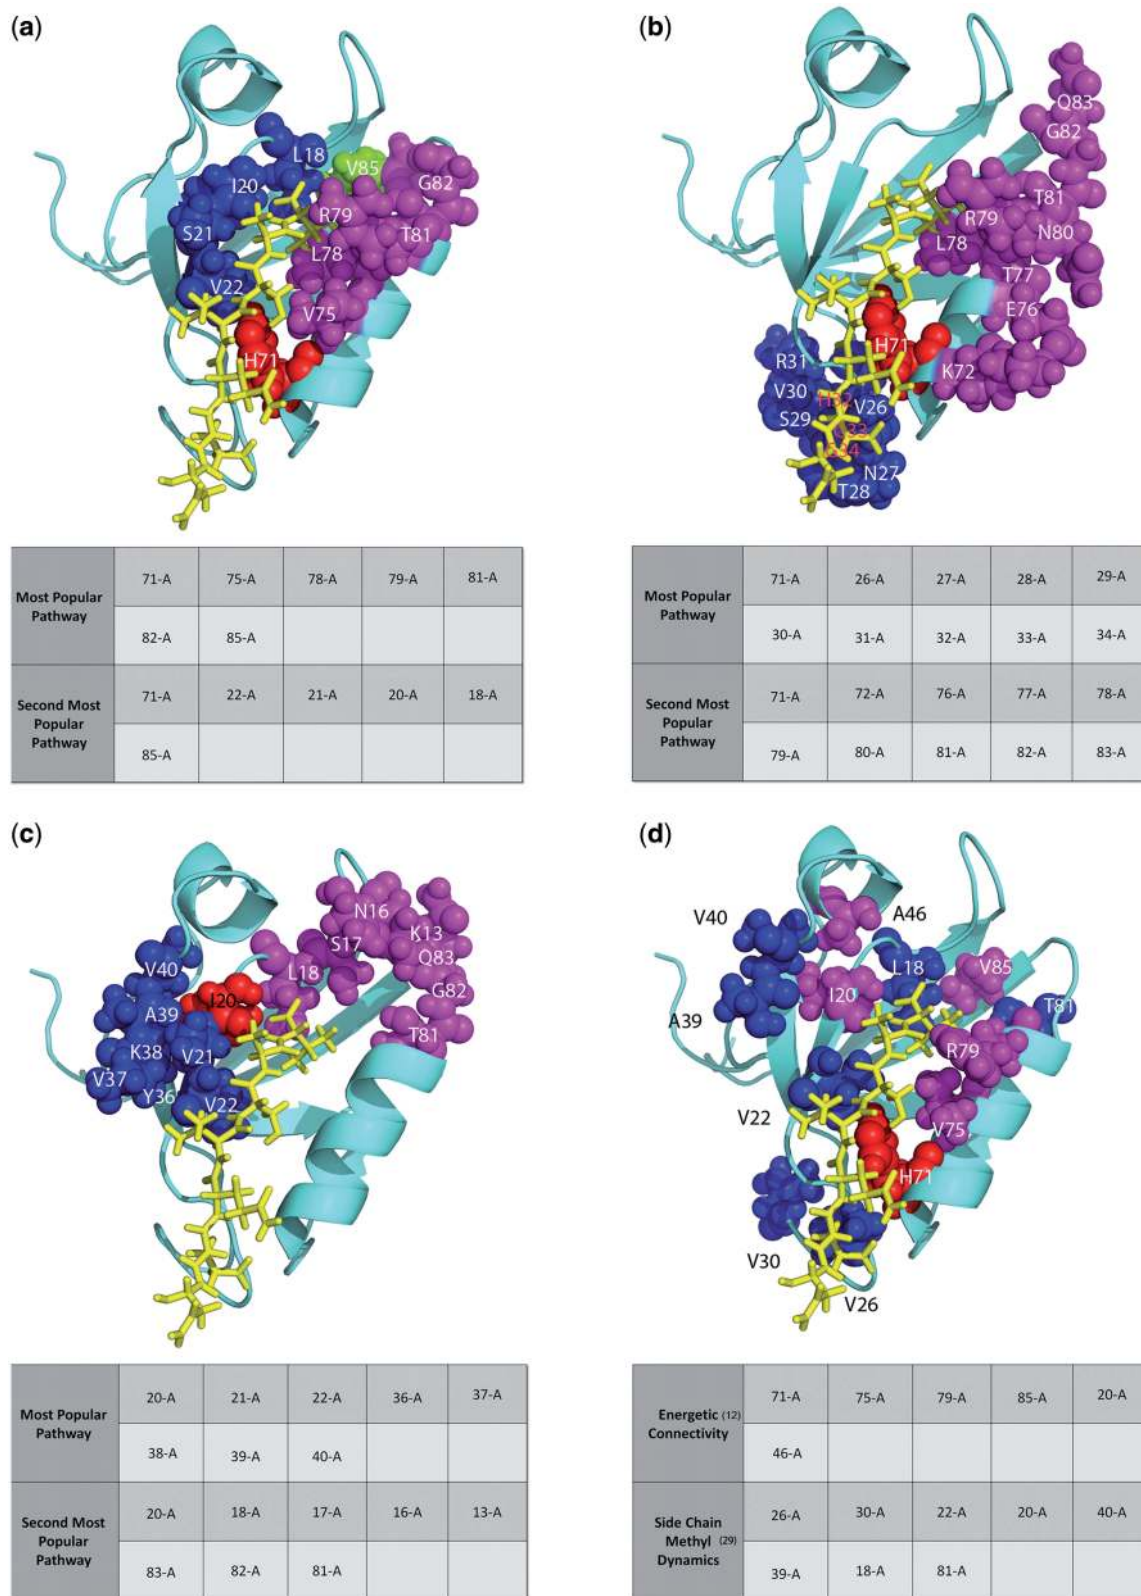 (a)
L18
V85
I20
G82
R79
S21
T81
L78
V22
V75
H71
Most Popular Pathway
71-A 75-A 78-A 79-A 81-A
82-A 85-A
Second Most Popular Pathway
71-A 22-A 21-A 20-A 18-A
85-A
(b)
Q83
G82
T81
R79
N80
L78
T77
E76
H71
R31
K72
V30
H32
V26
S29
S34
N27
T28
Most Popular Pathway
71-A 26-A 27-A 28-A 29-A
30-A 31-A 32-A 33-A 34-A
Second Most Popular Pathway
71-A 72-A 76-A 77-A 78-A
79-A 80-A 81-A 82-A 83-A
(c)
N16
K13
S17
V40
Q83
L18
I20
G82
A39
T81
K38
V21
V37
Y36
V22
Most Popular Pathway
20-A 21-A 22-A 36-A 37-A
38-A 39-A 40-A
Second Most Popular Pathway
20-A 18-A 17-A 16-A 13-A
83-A 82-A 81-A
(d)
V40
A46
L18
V85
I20
A39
T81
R79
V22
V75
H71
V30
V26
Energetic (12) Connectivity
71-A 75-A 79-A 85-A 20-A
46-A
Side Chain Methyl (29) Dynamics
26-A 30-A 22-A 20-A 40-A
39-A 18-A 81-A